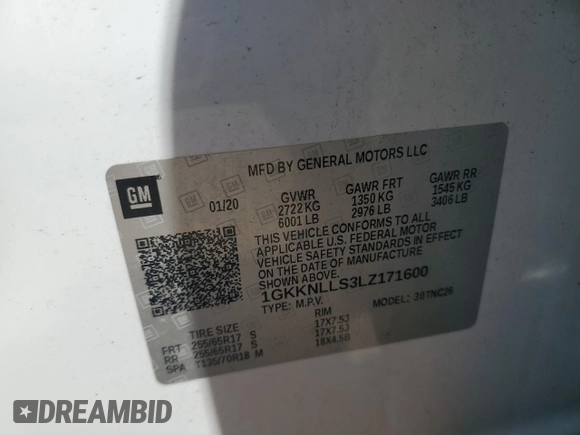 MFD BY GENERAL MOTORS LLC
GM
01/20
GVWR
2722 KG
6001 LB
GAWR FRT
1350 KG
2976 LB
GAWR RR
1545 KG
3406 LB
THIS VEHICLE CONFORMS TO ALL
APPLICABLE U.S. FEDERAL MOTOR
VEHICLE SAFETY STANDARDS IN EFFECT
ON THE DATE OF MANUFACTURE
SHOWN ABOVE.
1GKKNLLS3LZ171600
TYPE: M.P.V.
MODEL: 39TNC26
TIRE SIZE
RIM
FRT 255/65R17 S 17X7.5J
RR 255/65R17 S 17X7.5J
SPA T135/70R18 M 18X4.5B
DREAMBID